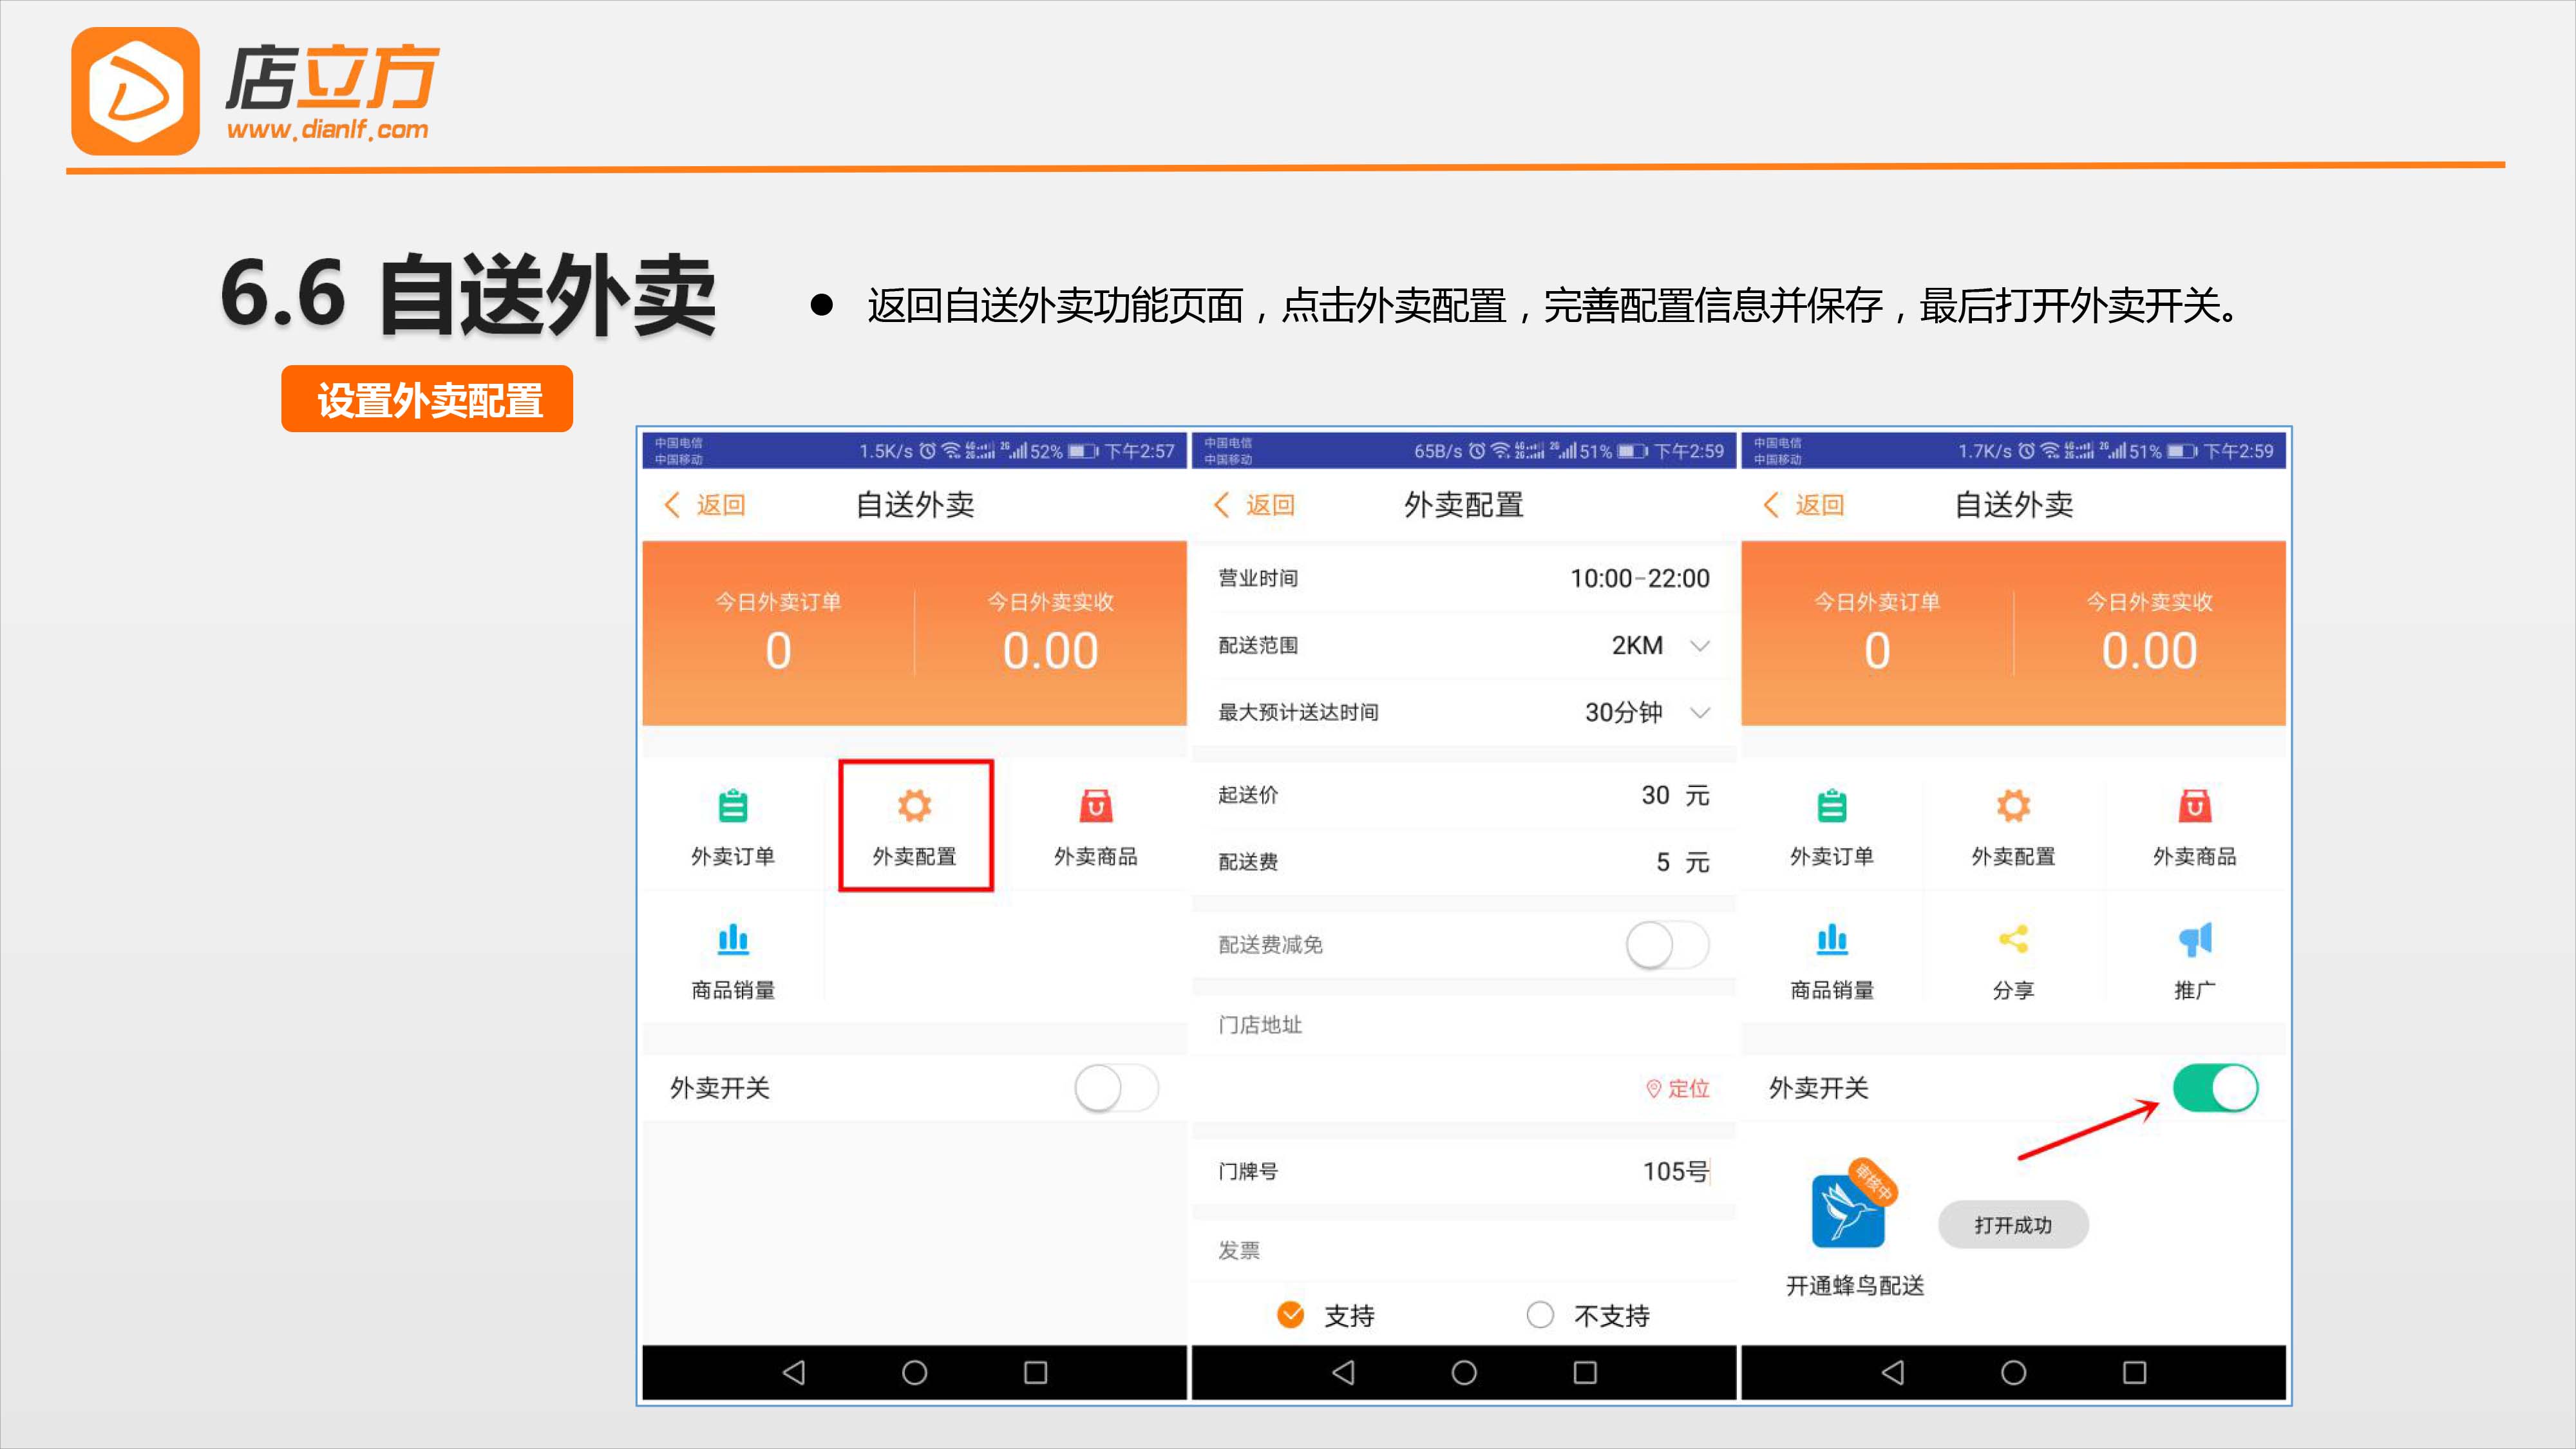 店立方
www.dianlf.com
6.6 自送外卖
● 返回自送外卖功能页面，点击外卖配置，完善配置信息并保存，最后打开外卖开关。
设置外卖配置
中国电信
中国移动
1.5K/s 4G 2G 2G 52% 下午2:57
返回 自送外卖
今日外卖订单 今日外卖实收
0 0.00
外卖订单 外卖配置 外卖商品
商品销量
外卖开关
中国电信
中国移动
65B/s 4G 2G 2G 51% 下午2:59
返回 外卖配置
营业时间 10:00-22:00
配送范围 2KM
最大预计送达时间 30分钟
起送价 30 元
配送费 5 元
配送费减免
门店地址
定位
门牌号 105号
发票
支持 不支持
中国电信
中国移动
1.7K/s 4G 2G 2G 51% 下午2:59
返回 自送外卖
今日外卖订单 今日外卖实收
0 0.00
外卖订单 外卖配置 外卖商品
商品销量 分享 推广
外卖开关
审核中
打开成功
开通蜂鸟配送